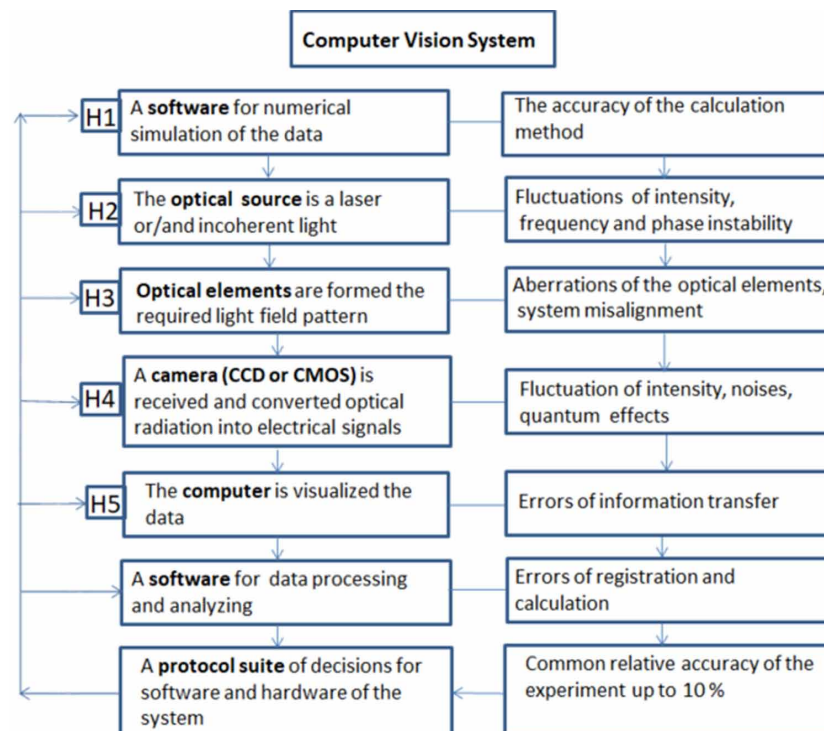 Computer Vision System
H1
A software for numerical
simulation of the data
The accuracy of the calculation
method
H2
The optical source is a laser
or/and incoherent light
Fluctuations of intensity,
frequency and phase instability
H3
Optical elements are formed the
required light field pattern
Aberrations of the optical elements,
system misalignment
H4
A camera (CCD or CMOS) is
received and converted optical
radiation into electrical signals
Fluctuation of intensity, noises,
quantum effects
H5
The computer is visualized the
data
Errors of information transfer
A software for data processing
and analyzing
Errors of registration and
calculation
A protocol suite of decisions for
software and hardware of the
system
Common relative accuracy of the
experiment up to 10 %